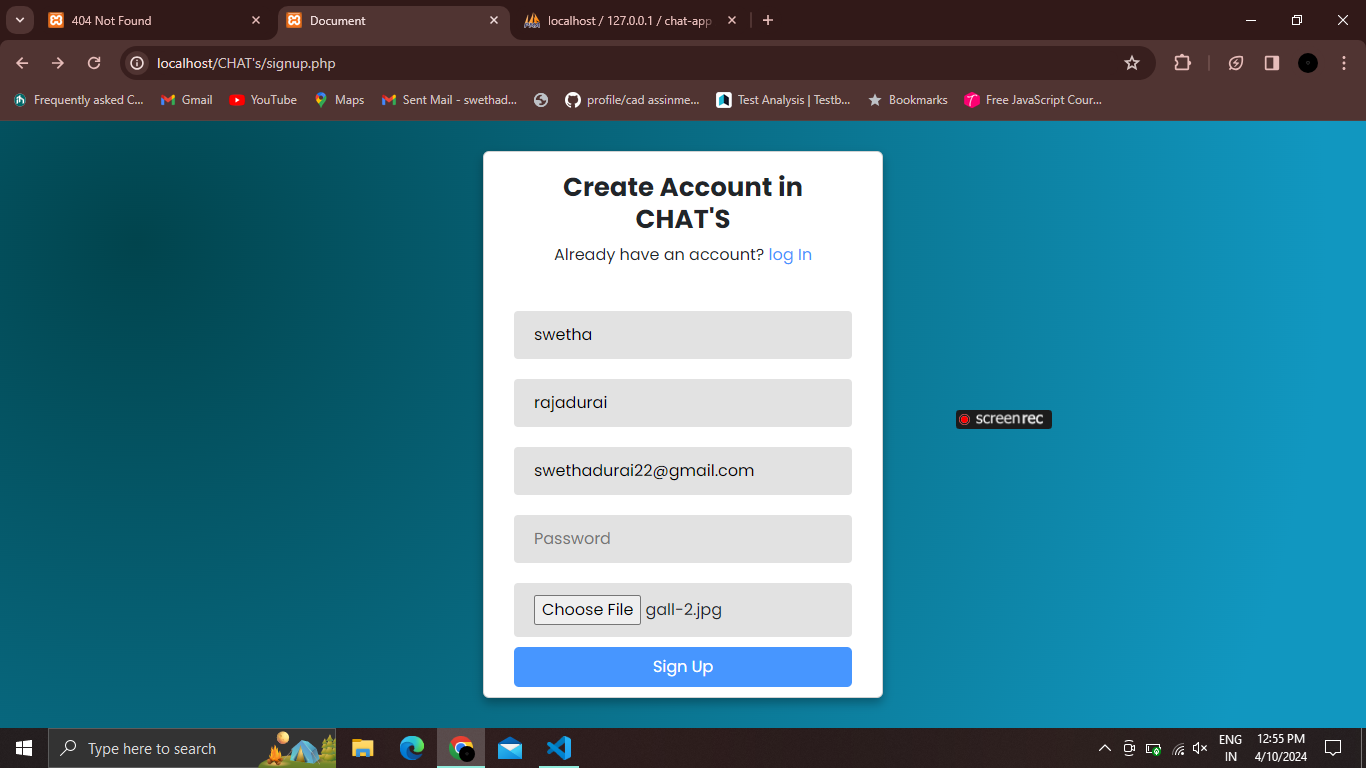 404 Not Found
Document
localhost / 127.0.0.1 / chat-app
localhost/CHAT's/signup.php
Frequently asked C...
Gmail
YouTube
Maps
Sent Mail - swethad...
profile/cad assinme...
Test Analysis | Testb...
Bookmarks
Free JavaScript Cour...
Create Account in
CHAT'S
Already have an account? log In
swetha
rajadurai
screenrec
swethadurai22@gmail.com
Password
Choose File gall-2.jpg
Sign Up
Type here to search
ENG
IN
12:55 PM
4/10/2024